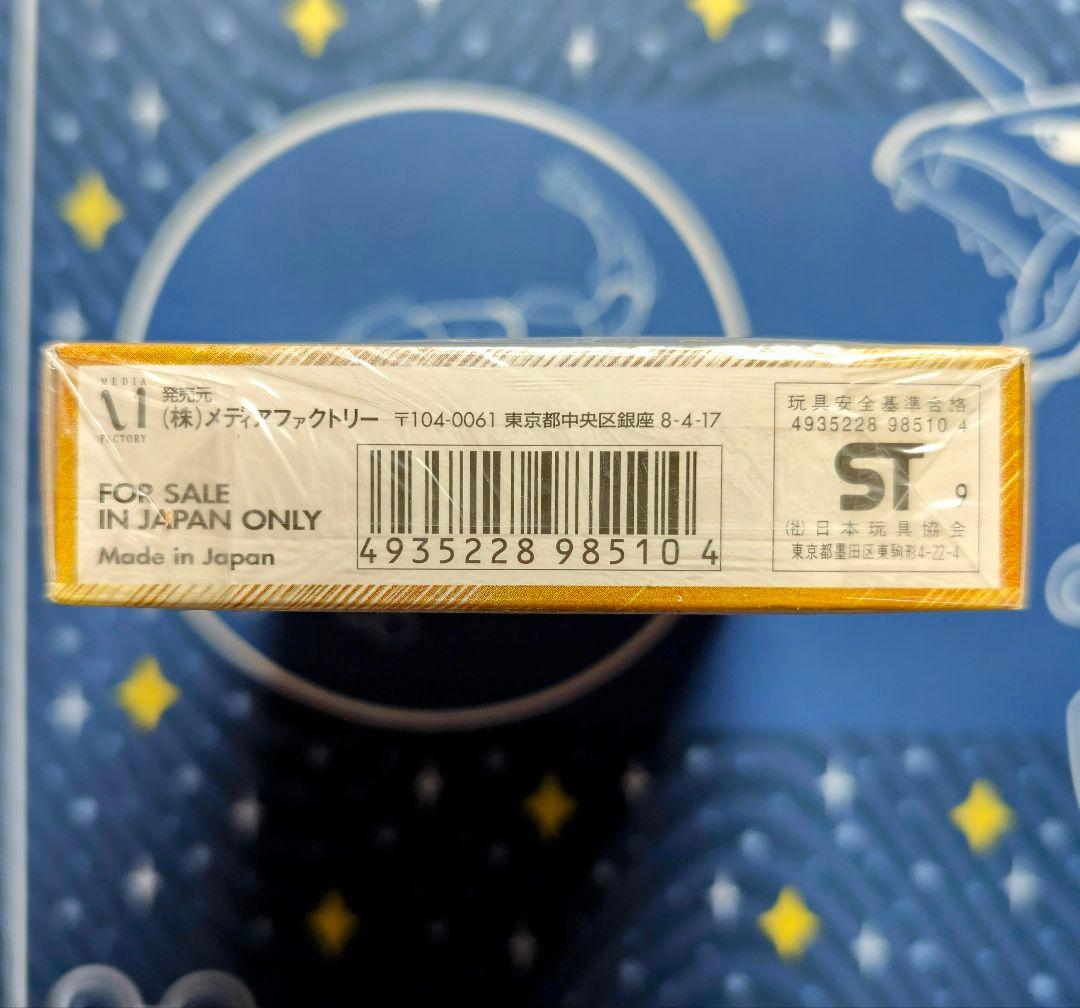 MEDIA
FACTORY
発売元
(株)メディアファクトリー 〒104-0061 東京都中央区銀座 8-4-17
FOR SALE
IN JAPAN ONLY
Made in Japan
4935228 98510 4
玩具安全基準合格
4935228 98510 4
ST 9
(社)日本玩具協会
東京都墨田区東駒形4-22-4